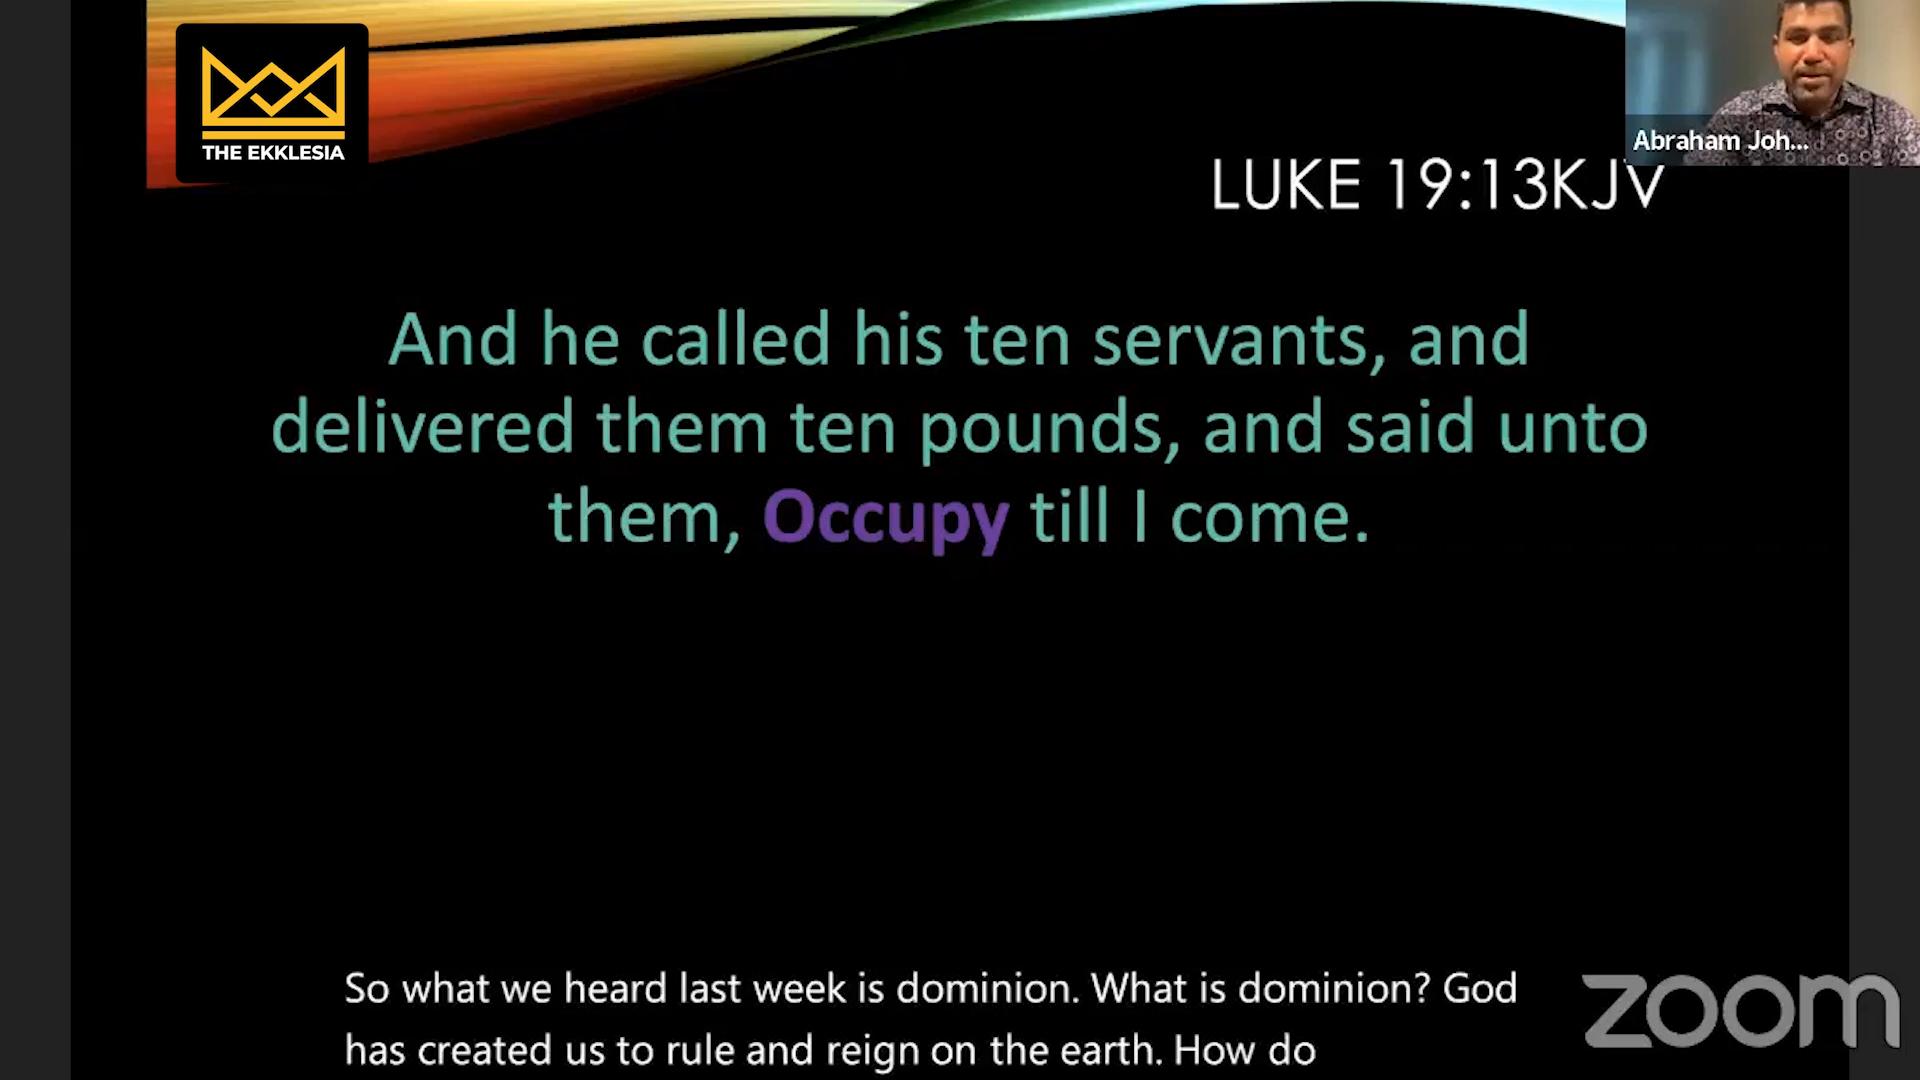 THE EKKLESIA
Abraham Joh...
LUKE 19:13KJV
And he called his ten servants, and
delivered them ten pounds, and said unto
them, Occupy till I come.
So what we heard last week is dominion. What is dominion? God
has created us to rule and reign on the earth. How do
zoom